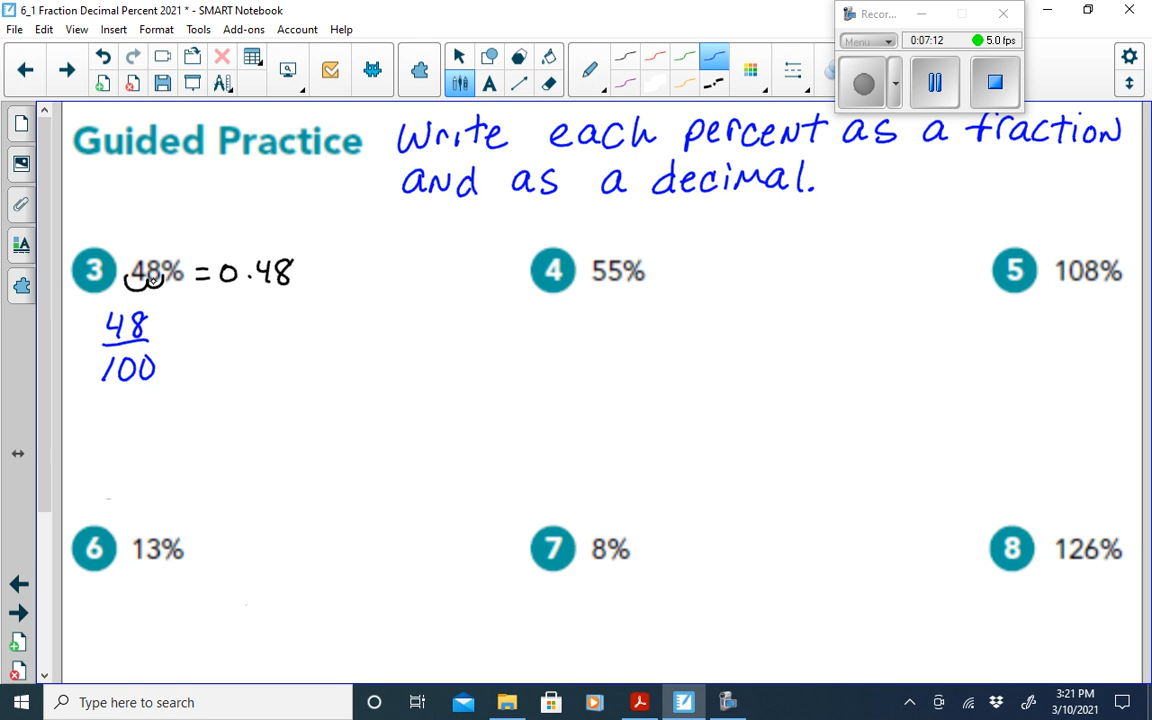 6_1 Fraction Decimal Percent 2021 * - SMART Notebook
File Edit View Insert Format Tools Add-ons Account Help
Recor...
Menu
0:07:12
5.0 fps
Guided Practice
Write each percent as a fraction
and as a decimal.
3 48% = 0.48
48
100
4 55%
5 108%
6 13%
7 8%
8 126%
Type here to search
3:21 PM
3/10/2021